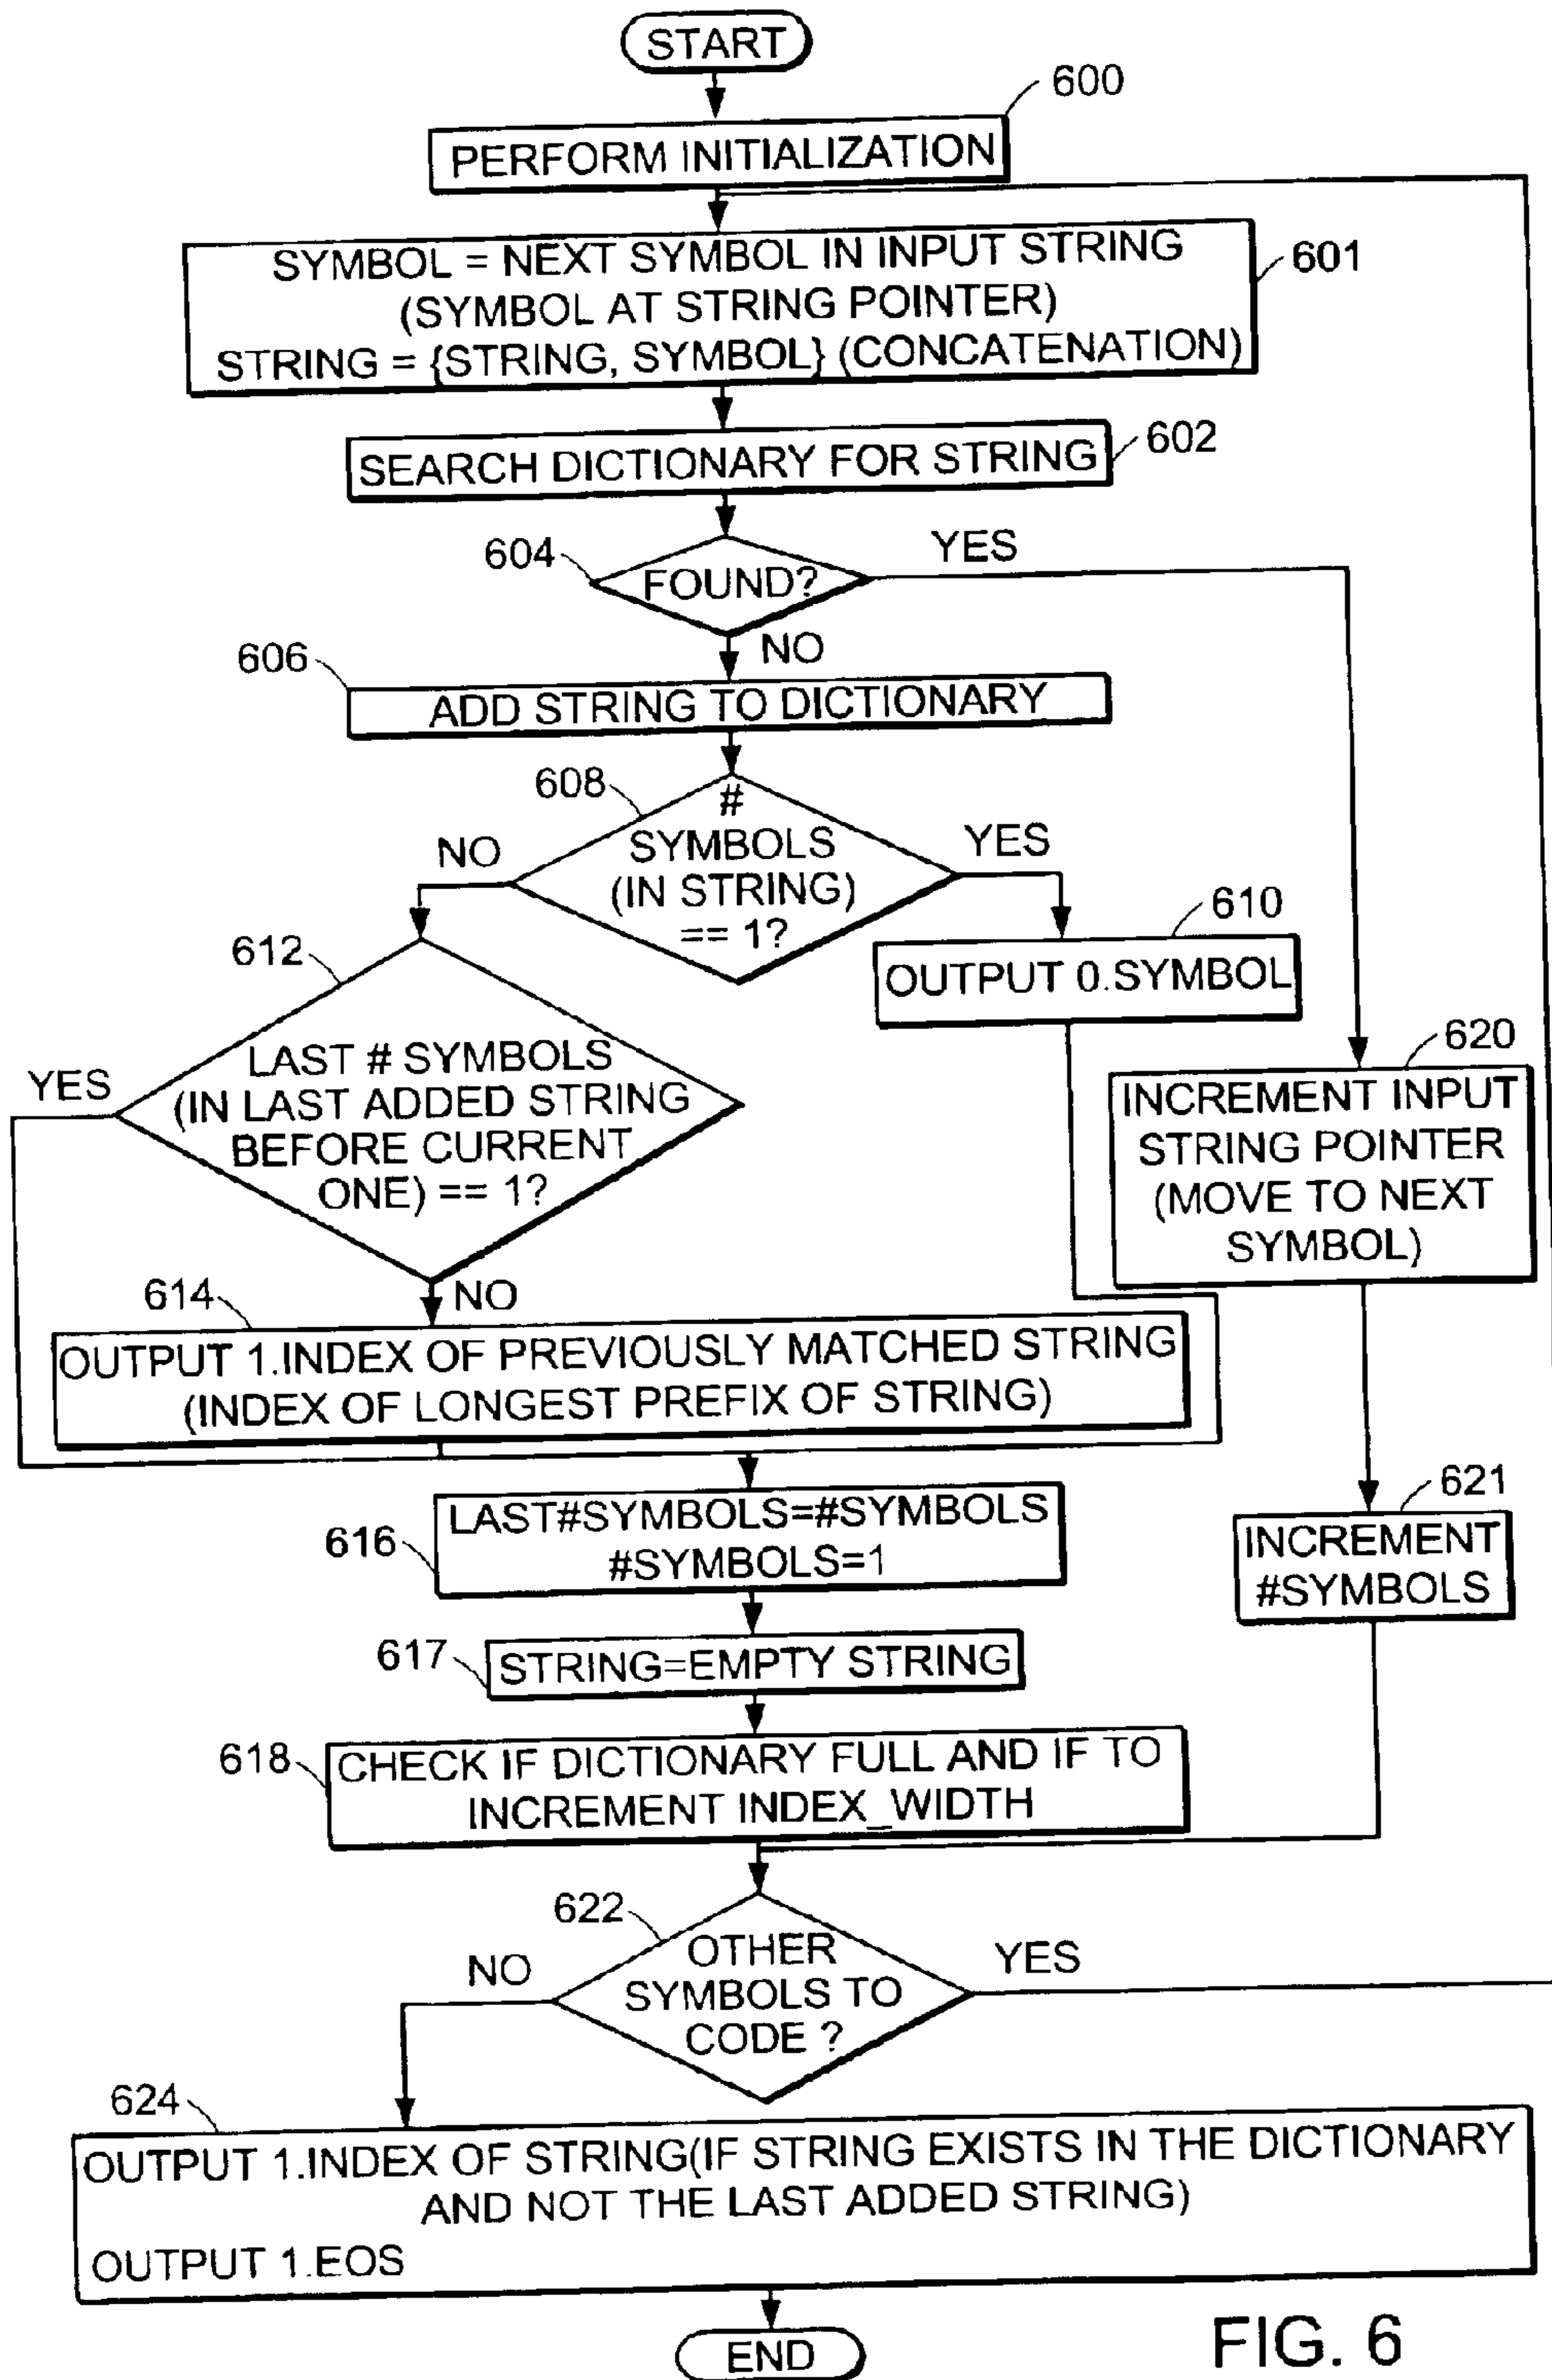 START
600
PERFORM INITIALIZATION
SYMBOL = NEXT SYMBOL IN INPUT STRING
(SYMBOL AT STRING POINTER)
STRING = {STRING, SYMBOL} (CONCATENATION)
601
SEARCH DICTIONARY FOR STRING
602
604
FOUND?
YES
NO
606
ADD STRING TO DICTIONARY
608
#
SYMBOLS
(IN STRING)
== 1?
NO
YES
610
OUTPUT 0.SYMBOL
612
LAST # SYMBOLS
(IN LAST ADDED STRING
BEFORE CURRENT
ONE) == 1?
YES
NO
620
INCREMENT INPUT
STRING POINTER
(MOVE TO NEXT
SYMBOL)
614
OUTPUT 1.INDEX OF PREVIOUSLY MATCHED STRING
(INDEX OF LONGEST PREFIX OF STRING)
616
LAST#SYMBOLS=#SYMBOLS
#SYMBOLS=1
621
INCREMENT
#SYMBOLS
617
STRING=EMPTY STRING
618
CHECK IF DICTIONARY FULL AND IF TO
INCREMENT INDEX_WIDTH
622
OTHER
SYMBOLS TO
CODE ?
NO
YES
624
OUTPUT 1.INDEX OF STRING(IF STRING EXISTS IN THE DICTIONARY
AND NOT THE LAST ADDED STRING)
OUTPUT 1.EOS
END
FIG. 6